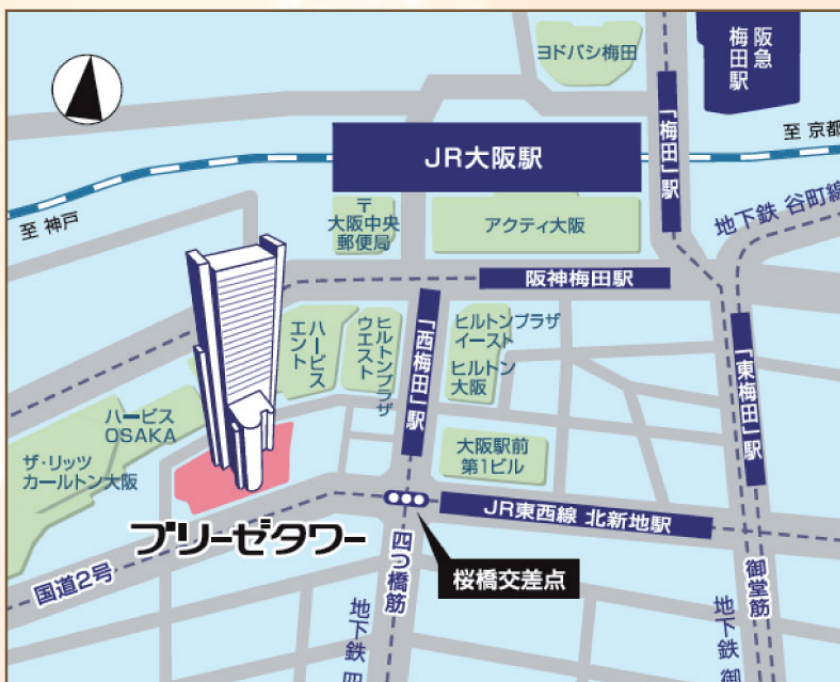 ヨドバシ梅田
阪急
梅田駅
「梅田」駅
至 京都
JR大阪駅
至 神戸
〒
大阪中央
郵便局
アクティ大阪
地下鉄 谷町線
阪神梅田駅
ハービス
エント
ヒルトンプラザ
ウエスト
「西梅田」駅
ヒルトンプラザ
イースト
ヒルトン
大阪
「東梅田」駅
ハービス
OSAKA
ザ・リッツ
カールトン大阪
大阪駅前
第1ビル
JR東西線 北新地駅
ブリーゼタワー
桜橋交差点
国道2号
四つ橋筋
地下鉄 四
御堂筋
地下鉄 御